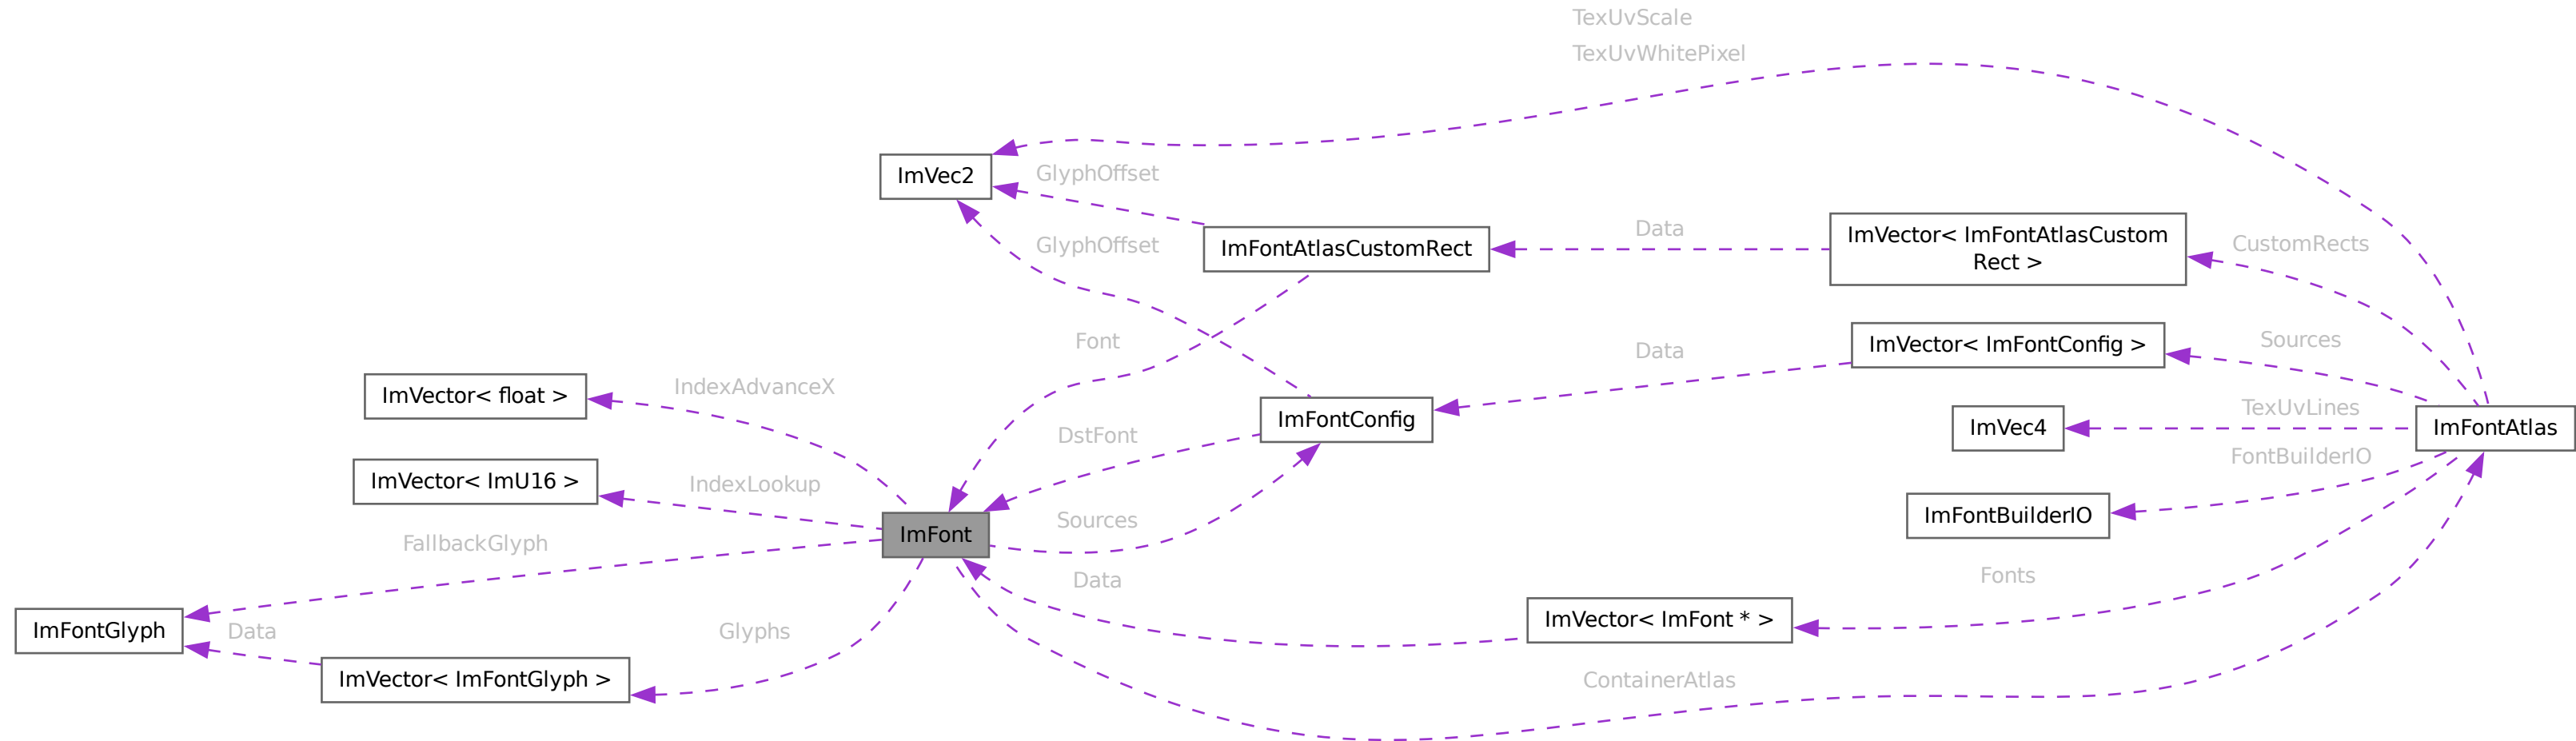 TexUvScale
TexUvWhitePixel
ImVec2
GlyphOffset
GlyphOffset
ImFontAtlasCustomRect
Data
ImVector< ImFontAtlasCustom
Rect >
CustomRects
Font
Data
ImVector< ImFontConfig >
Sources
ImVector< float >
IndexAdvanceX
ImFontConfig
DstFont
ImVec4
TexUvLines
ImFontAtlas
FontBuilderIO
ImVector< ImU16 >
IndexLookup
ImFont
Sources
ImFontBuilderIO
FallbackGlyph
Data
Fonts
ImFontGlyph
Data
Glyphs
ImVector< ImFont * >
ImVector< ImFontGlyph >
ContainerAtlas